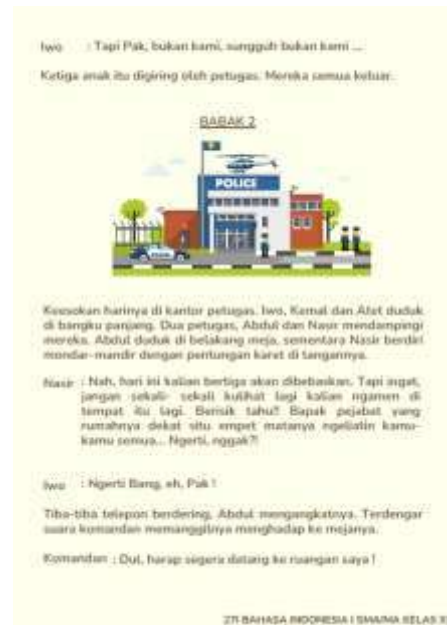 Iwo : Tapi Pak, bukan kami, sungguh bukan kami ...
Ketiga anak itu digiring oleh petugas. Mereka semua keluar.
BABAK 2
POLICE
Keesokan harinya di kantor petugas. Iwo, Kemal dan Atet duduk
di bangku panjang. Dua petugas, Abdul dan Nasir mendampingi
mereka. Abdul duduk di belakang meja, sementara Nasir berdiri
mondar-mandir dengan pentungan karet di tangannya.
Nasir : Nah, hari ini kalian bertiga akan dibebaskan. Tapi ingat,
jangan sekali- sekali kulihat lagi kalian ngamen di
tempat itu lagi. Berisik tahu!! Bapak pejabat yang
rumahnya dekat situ empet matanya ngeliatin kamu-
kamu semua... Ngerti, nggak?!
Iwo : Ngerti Bang, eh, Pak !
Tiba-tiba telepon berdering, Abdul mengangkatnya. Terdengar
suara komandan memanggilnya menghadap ke mejanya.
Komandan : Dul, harap segera datang ke ruangan saya !
27| BAHASA INDONESIA | SMA/MA KELAS XI